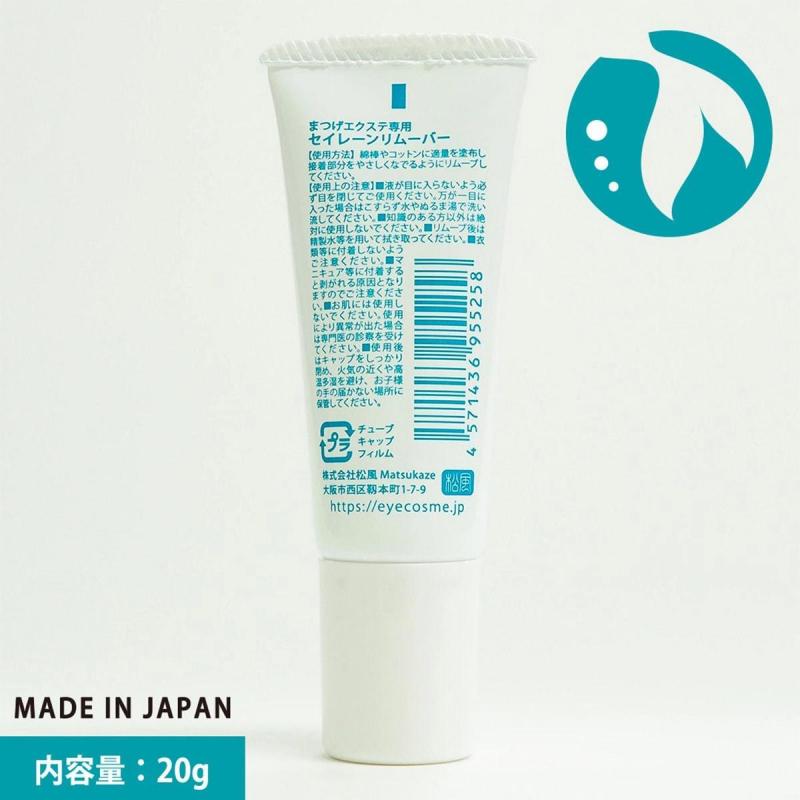 まつげエクステ専用
セイレーンリムーバー
【使用方法】綿棒やコットンに適量を塗布し
接着部分をやさしくなでるようにリムーブし
てください。
【使用上の注意】■液が目に入らないよう必
ず目を閉じてご使用ください。万が一目に
入った場合はこすらず水やぬるま湯で洗い
流してください。■知識のある方以外は絶
対に使用しないでください。■リムーブ後は
精製水等を用いて拭き取ってください。■衣
類等に付着しないよう
ご注意ください。■マ
ニキュア等に付着する
と剥がれる原因となり
ますのでご注意くださ
い。■お肌には使用し
ないでください。使用
により異常が出た場合
は専門医の診察を受け
てください。■使用後
はキャップをしっかり
閉め、火気の近くや高
温多湿を避け、お子様
の手の届かない場所に
保管してください。
4 571436 955258
プラ
チューブ
キャップ
フィルム
株式会社松風 Matsukaze
大阪市西区靱本町1-7-9
松風
https://eyecosme.jp
MADE IN JAPAN
内容量：20g